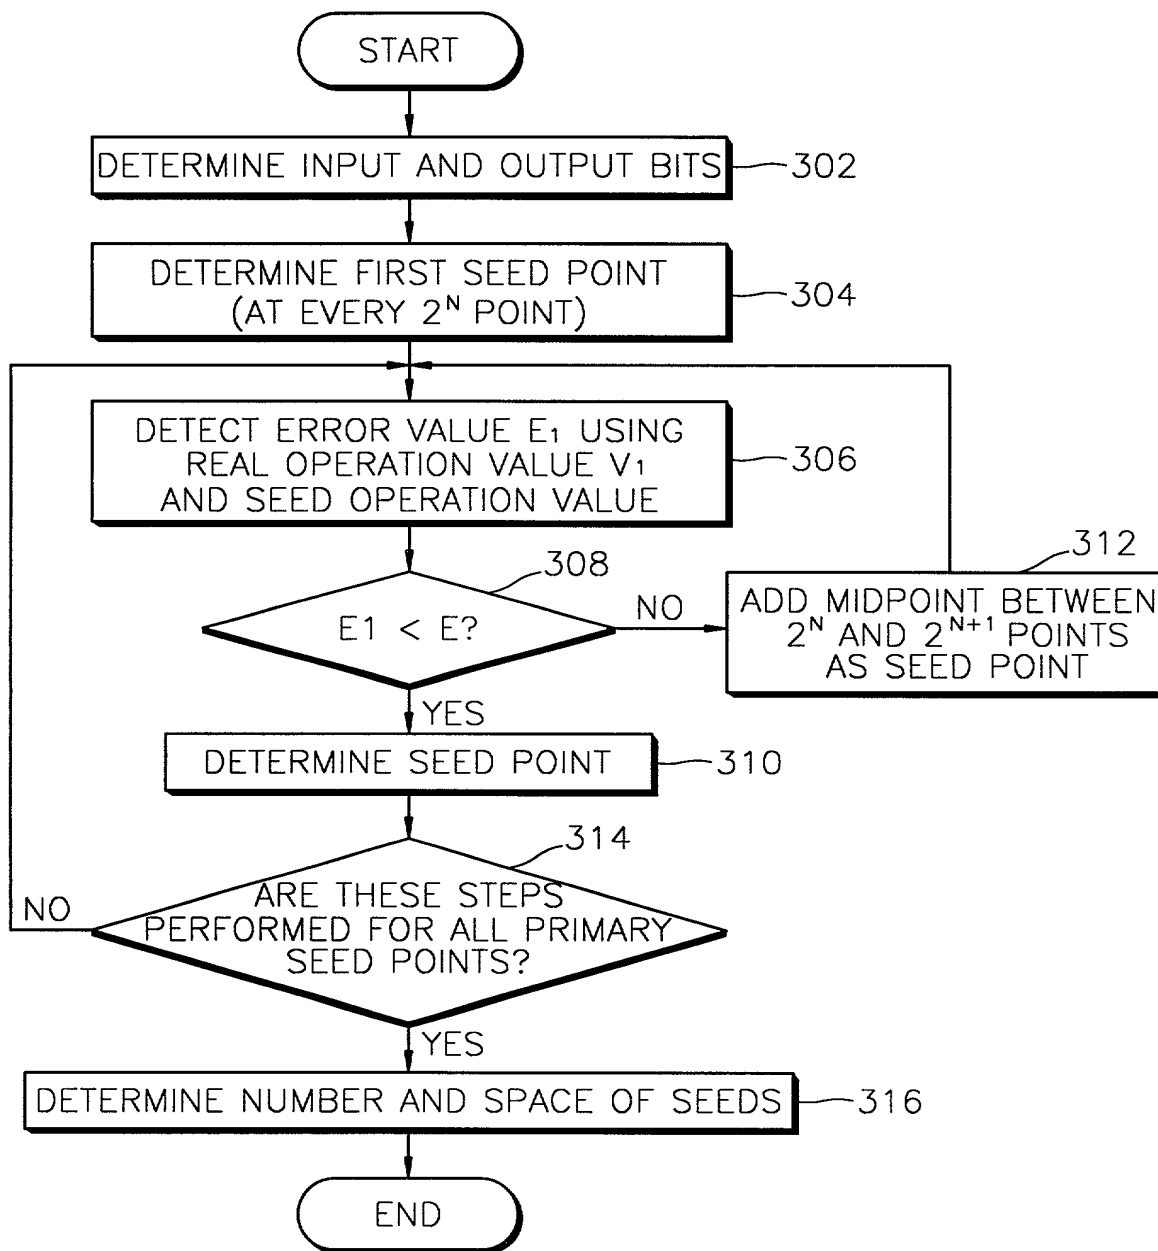 START
DETERMINE INPUT AND OUTPUT BITS
302
DETERMINE FIRST SEED POINT
(AT EVERY 2^N POINT)
304
DETECT ERROR VALUE E₁ USING
REAL OPERATION VALUE V₁
AND SEED OPERATION VALUE
306
308
E1 < E?
NO
312
ADD MIDPOINT BETWEEN
2^N AND 2^N+1 POINTS
AS SEED POINT
YES
DETERMINE SEED POINT
310
314
ARE THESE STEPS
PERFORMED FOR ALL PRIMARY
SEED POINTS?
NO
YES
DETERMINE NUMBER AND SPACE OF SEEDS
316
END